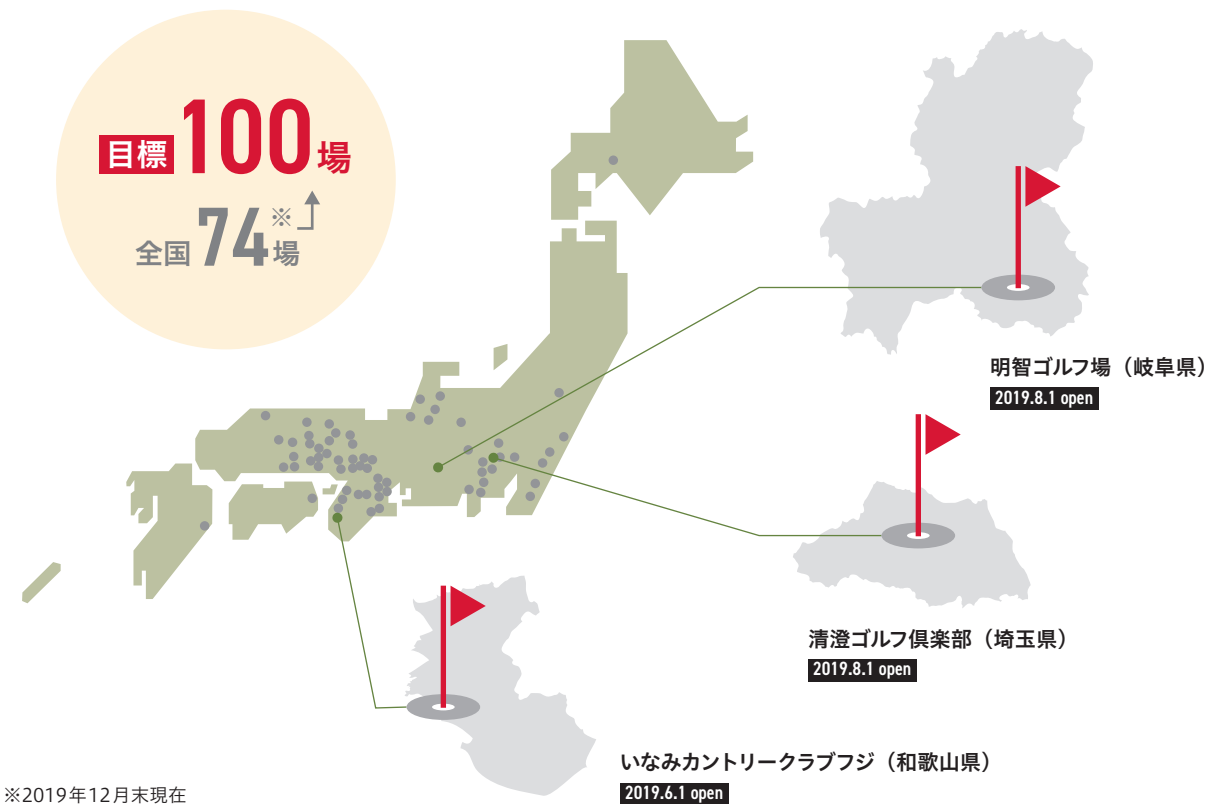 目標100場
全国74※場
明智ゴルフ場（岐阜県）
2019.8.1 open
清澄ゴルフ倶楽部（埼玉県）
2019.8.1 open
いなみカントリークラブフジ（和歌山県）
2019.6.1 open
※2019年12月末現在